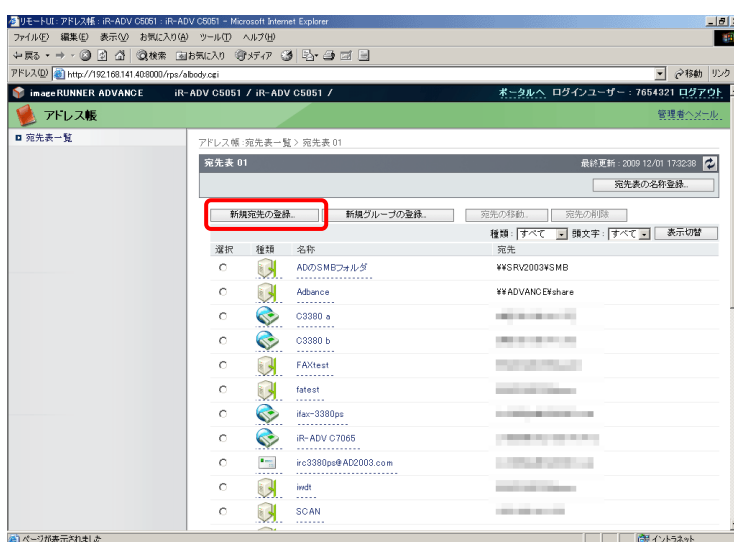 リモートUI : アドレス帳 : iR-ADV C5051 : iR-ADV C5051 - Microsoft Internet Explorer
ファイル(F) 編集(E) 表示(V) お気に入り(A) ツール(T) ヘルプ(H)
戻る 検索 お気に入り メディア
アドレス(D) http://192.168.141.40:8000/rps/albody.cgi 移動 リンク
imageRUNNER ADVANCE iR-ADV C5051 / iR-ADV C5051 / ポータルへ ログインユーザー : 7654321 ログアウト
アドレス帳 管理者へメール
宛先表一覧
アドレス帳 :宛先表一覧 > 宛先表 01
宛先表 01 最終更新 : 2009 12/01 17:32:38
宛先表の名称登録...
新規宛先の登録... 新規グループの登録... 宛先の移動... 宛先の削除
種類 : すべて 頭文字 : すべて 表示切替
選択 種類 名称 宛先
ADのSMBフォルダ ¥¥SRV2003¥SMB
Adbance ¥¥ADVANCE¥share
C3380 a
C3380 b
FAXtest
fatest
ifax-3380ps
iR-ADV C7065
irc3380ps@AD2003.com
iwdt
SCAN
ページが表示されました イントラネット